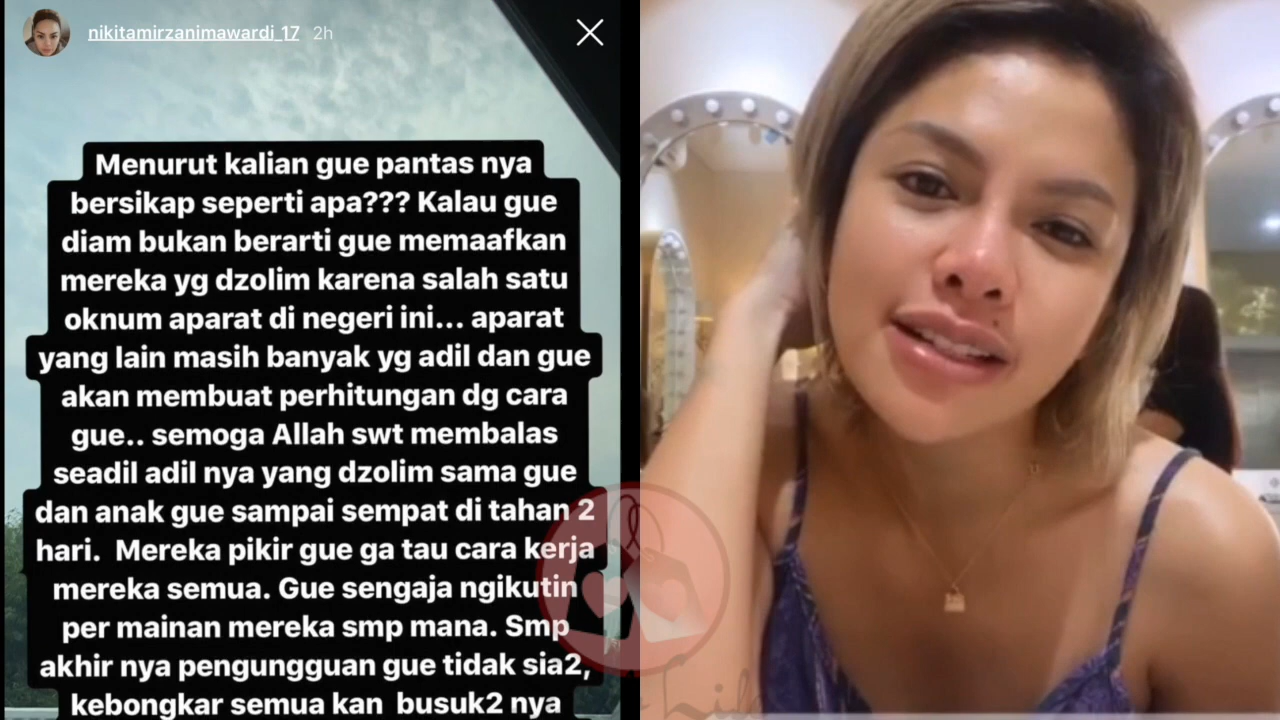 nikitamirzanimawardi_17 2h
Menurut kalian gue pantas nya
bersikap seperti apa??? Kalau gue
diam bukan berarti gue memaafkan
mereka yg dzolim karena salah satu
oknum aparat di negeri ini... aparat
yang lain masih banyak yg adil dan gue
akan membuat perhitungan dg cara
gue.. semoga Allah swt membalas
seadil adil nya yang dzolim sama gue
dan anak gue sampai sempat di tahan 2
hari. Mereka pikir gue ga tau cara kerja
mereka semua. Gue sengaja ngikutin
per mainan mereka smp mana. Smp
akhir nya pengungguan gue tidak sia2,
kebongkar semua kan busuk2 nya